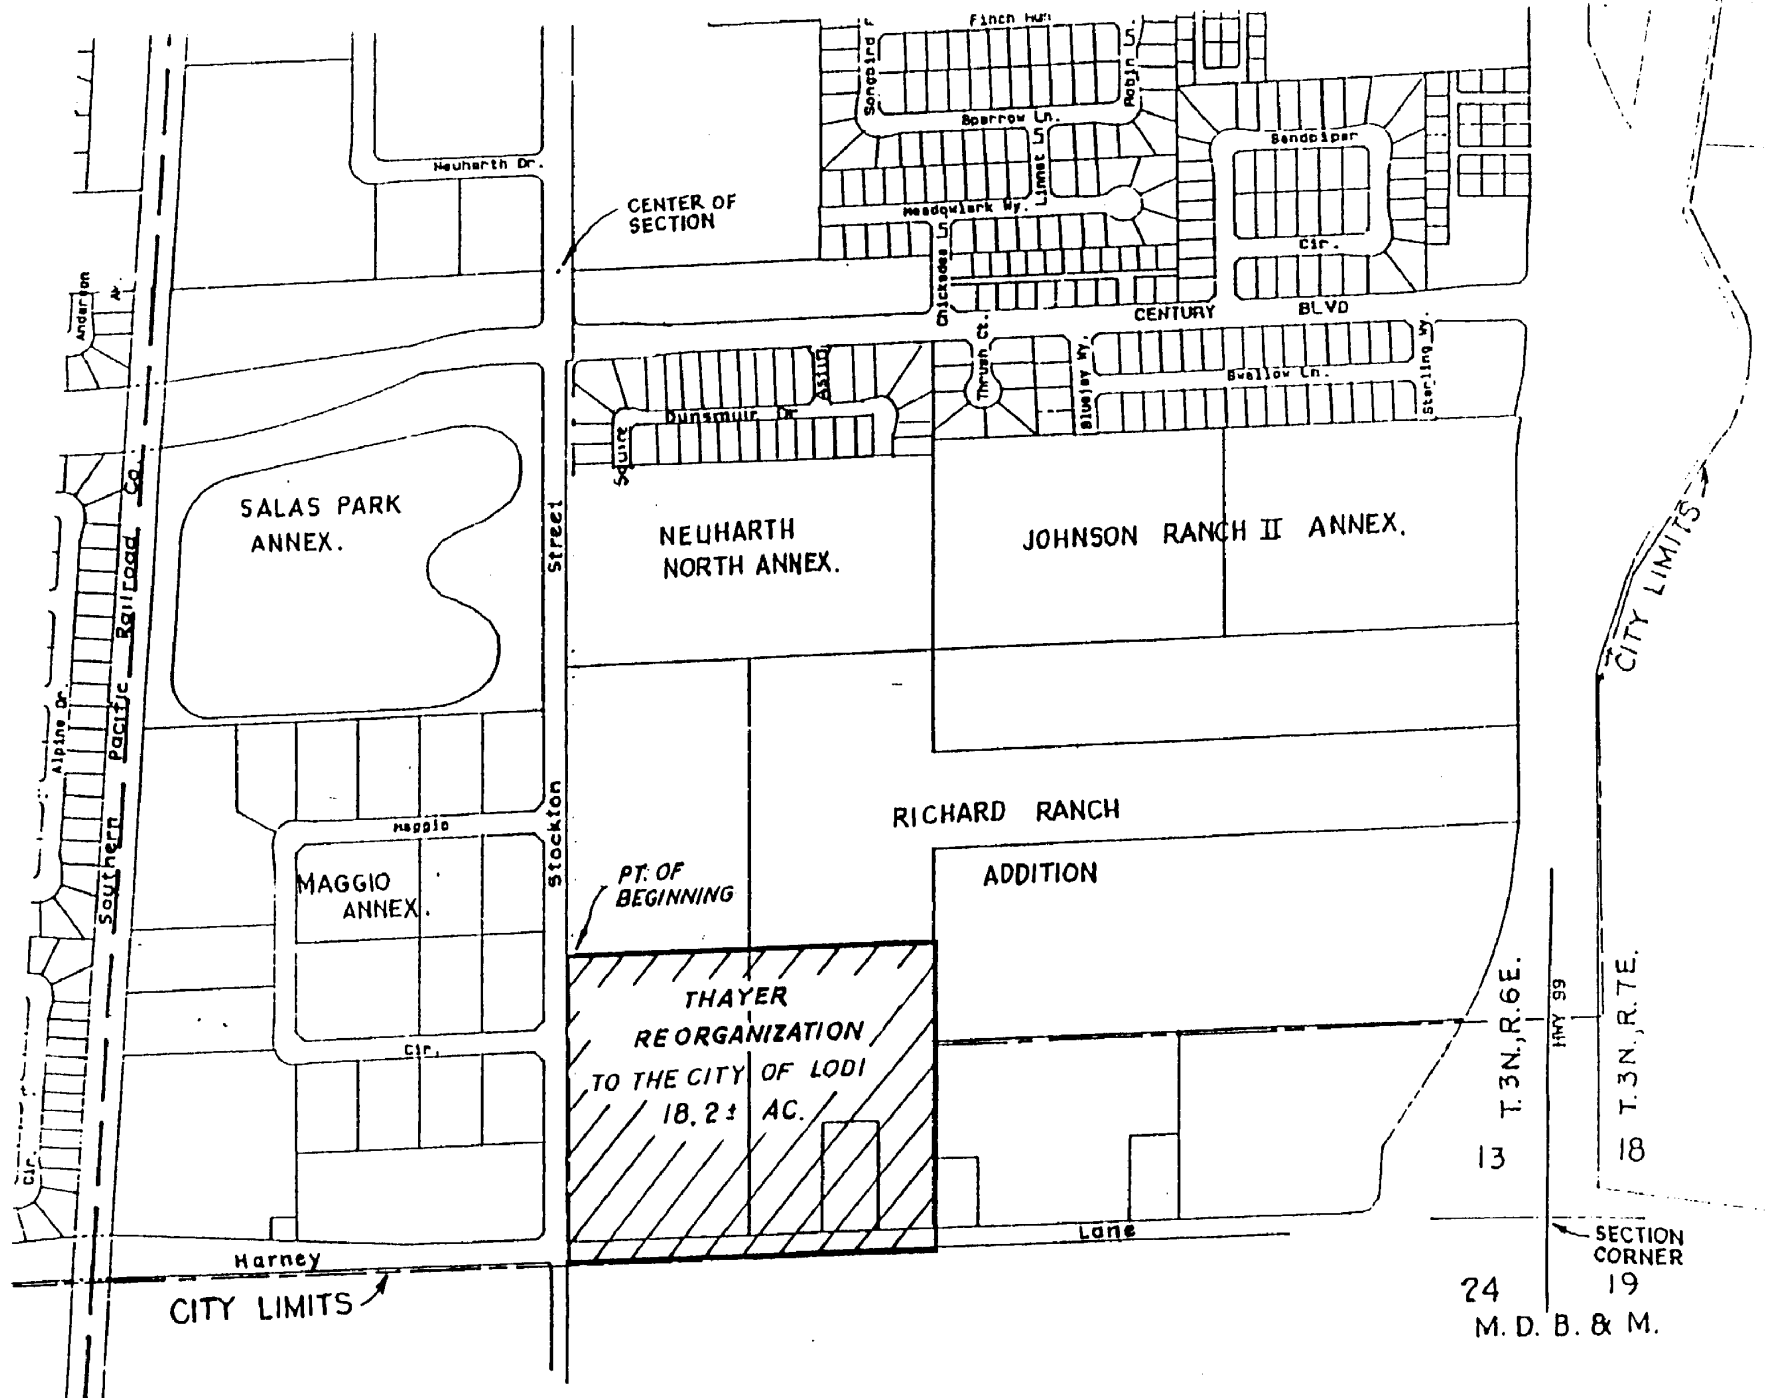 Finch Run
Songbird
Robin
Sparrow Ln.
Linnet
Sandpiper
Neuharth Dr.
Meadowlark Wy.
CENTER OF
SECTION
Cir.
Anderson
Av
Chickadee
CENTURY BLVD
Thrush Ct.
Bluejay Wy.
Swallow Ln.
Starling Wy.
Dunsmuir Dr
Squire
SALAS PARK
ANNEX.
NEUHARTH
NORTH ANNEX.
JOHNSON RANCH II ANNEX.
CITY LIMITS
Southern Pacific Railroad Co.
Alpine Dr.
Stockton Street
Maggio
RICHARD RANCH
ADDITION
MAGGIO
ANNEX.
PT. OF
BEGINNING
THAYER
REORGANIZATION
TO THE CITY OF LODI
18.2± AC.
Cir.
Cir.
T.3N.,R.6E.
HWY 99
T.3N.,R.7E.
13
18
Harney Lane
CITY LIMITS
SECTION
CORNER
24
19
M. D. B. & M.